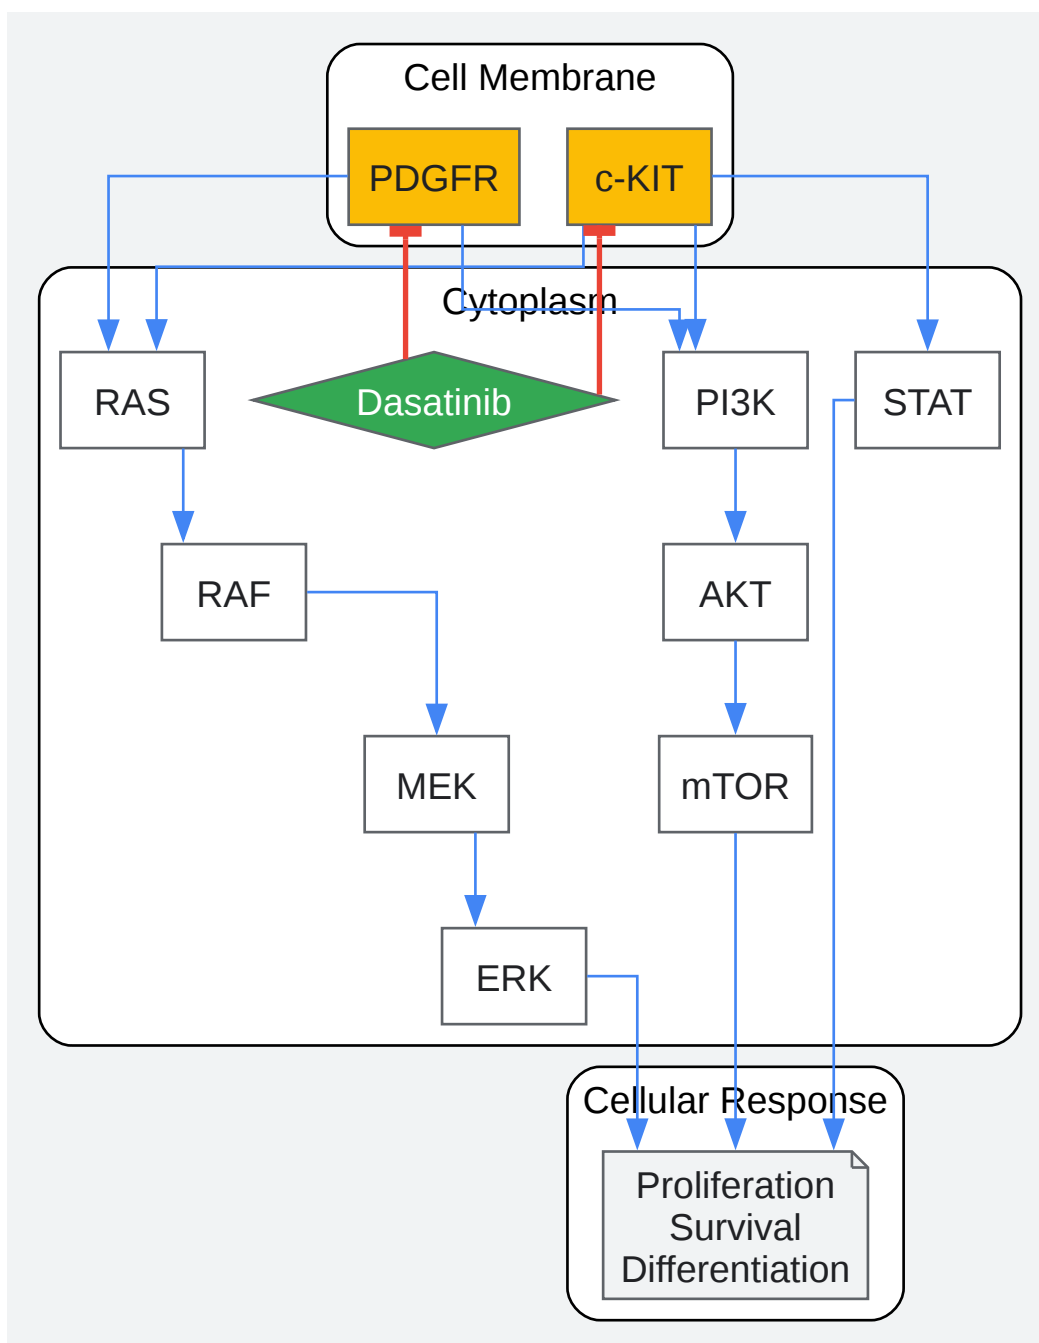 Cell Membrane
PDGFR
c-KIT
Cytoplasm
RAS
Dasatinib
PI3K
STAT
RAF
AKT
MEK
mTOR
ERK
Cellular Response
Proliferation
Survival
Differentiation